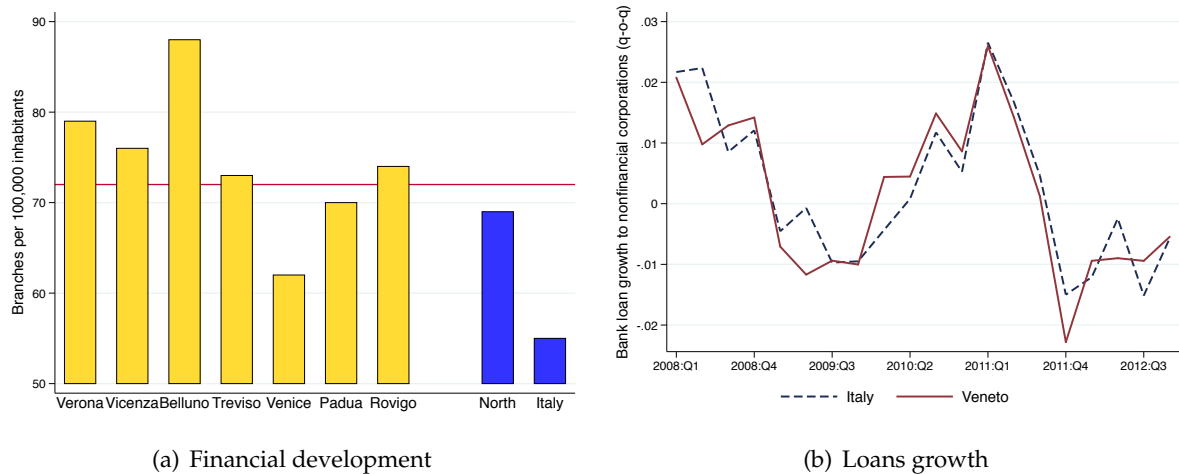 Branches per 100,000 inhabitants
90
80
70
60
50
Verona Vicenza Belluno Treviso Venice Padua Rovigo North Italy
(a) Financial development
Bank loan growth to nonfinancial corporations (q-o-q)
.03
.02
.01
0
-.01
-.02
2008:Q1 2008:Q4 2009:Q3 2010:Q2 2011:Q1 2011:Q4 2012:Q3
Italy Veneto
(b) Loans growth